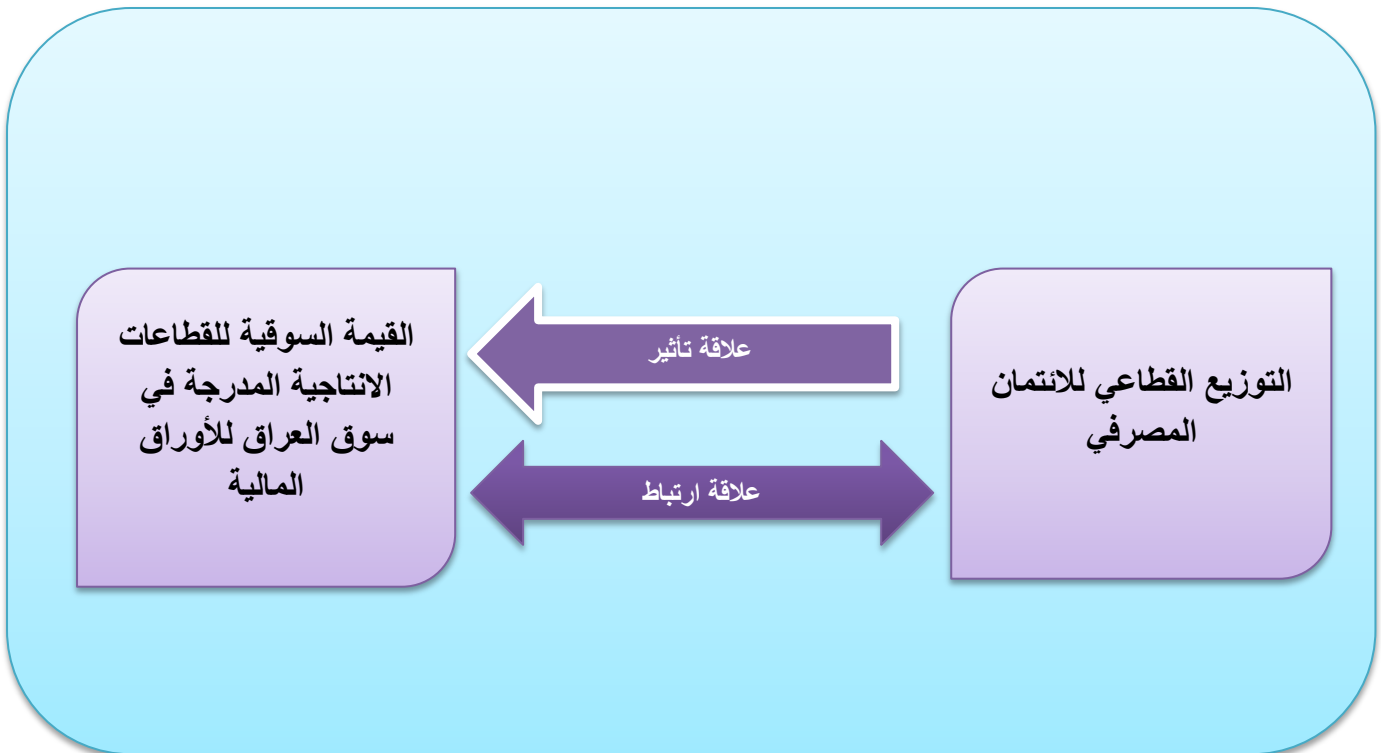 التوزيع القطاعي للائتمان
المصرفي
علاقة تأثير
علاقة ارتباط
القيمة السوقية للقطاعات
الانتاجية المدرجة في
سوق العراق للأوراق
المالية